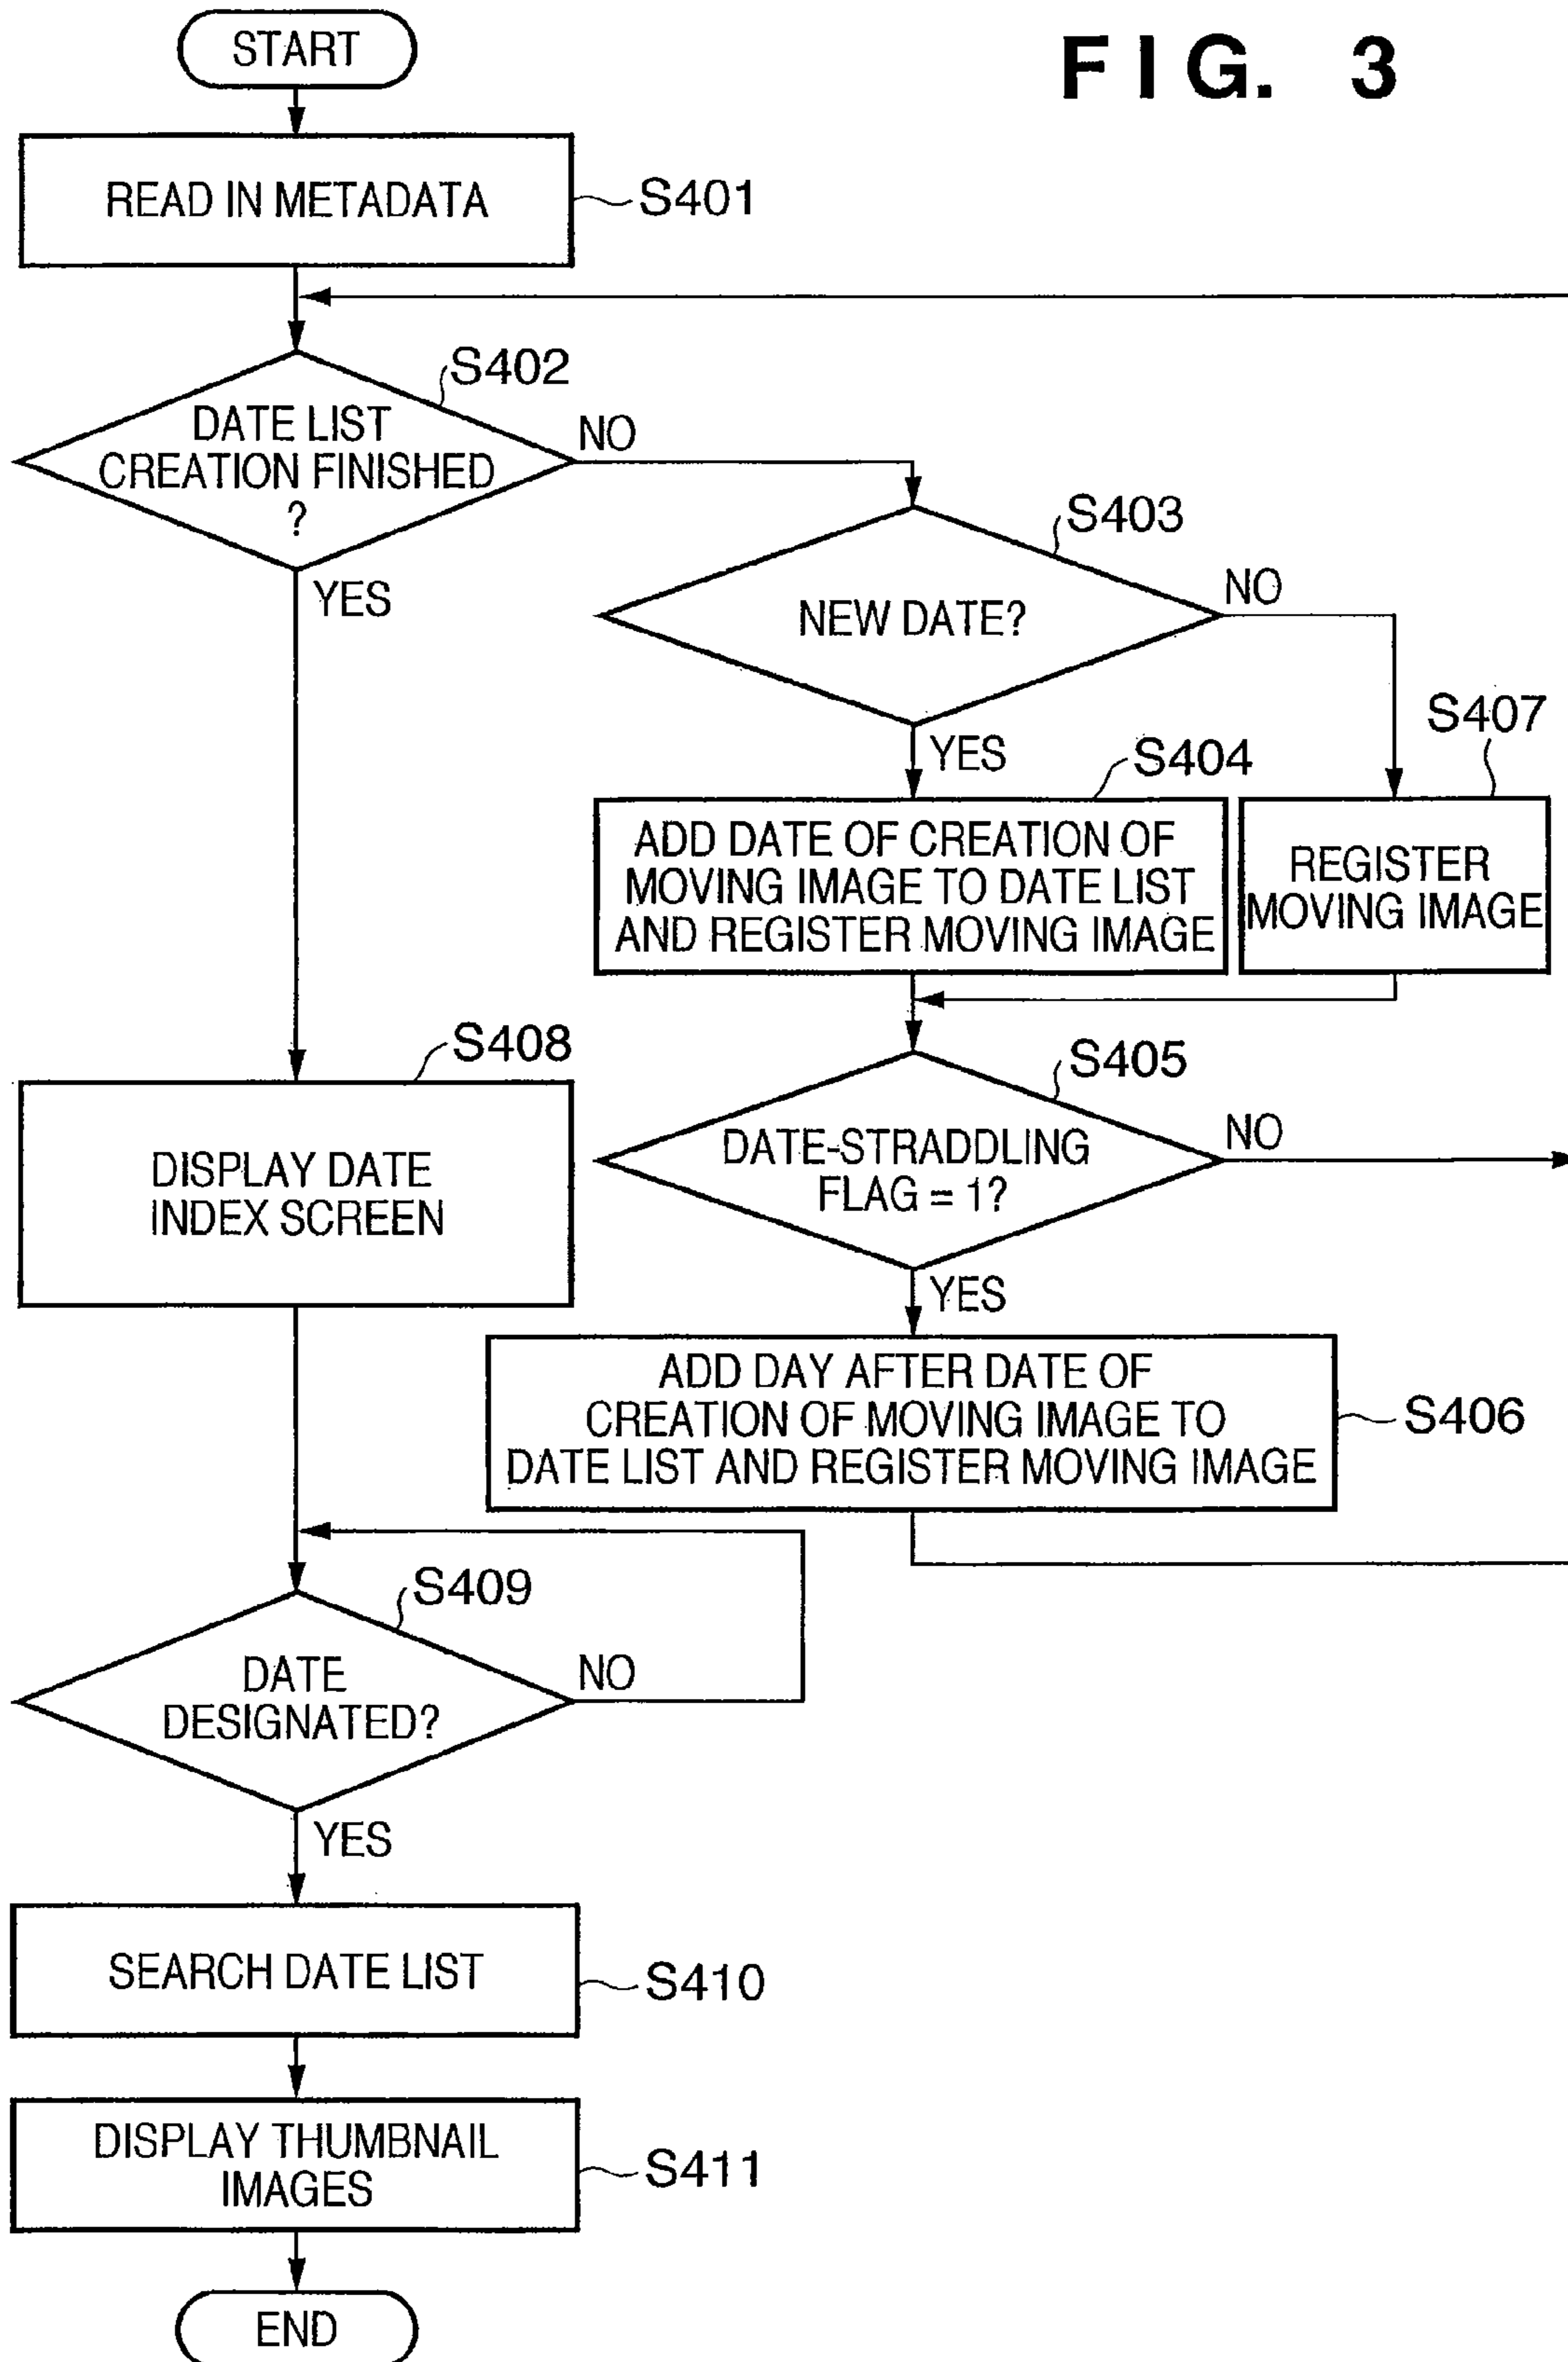 START
FIG. 3
READ IN METADATA
S401
S402
DATE LIST
CREATION FINISHED
?
NO
YES
S403
NEW DATE?
NO
YES
S407
S404
ADD DATE OF CREATION OF
MOVING IMAGE TO DATE LIST
AND REGISTER MOVING IMAGE
REGISTER
MOVING IMAGE
S408
DISPLAY DATE
INDEX SCREEN
S405
DATE-STRADDLING
FLAG = 1?
NO
YES
ADD DAY AFTER DATE OF
CREATION OF MOVING IMAGE TO
DATE LIST AND REGISTER MOVING IMAGE
S406
S409
DATE
DESIGNATED?
NO
YES
SEARCH DATE LIST
S410
DISPLAY THUMBNAIL
IMAGES
S411
END